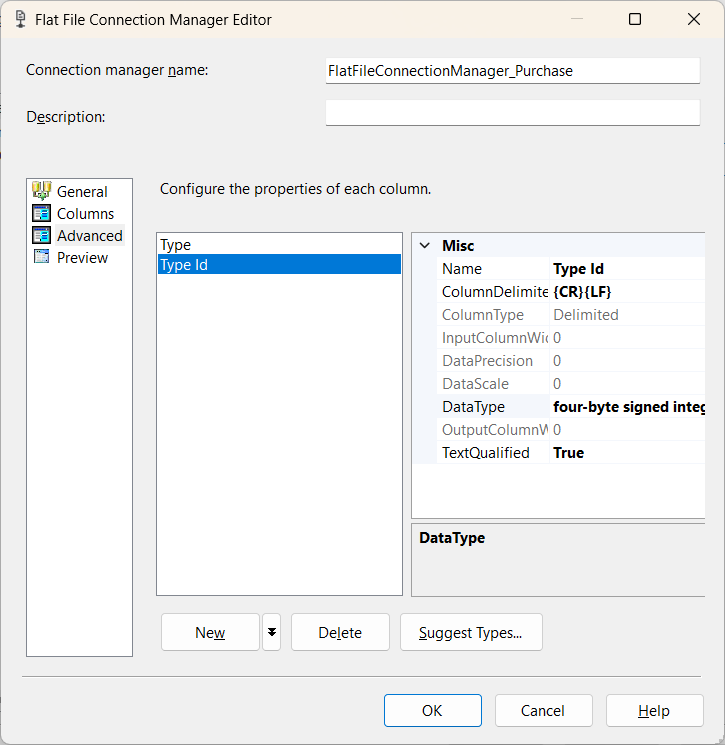 Flat File Connection Manager Editor
Connection manager name:
FlatFileConnectionManager_Purchase
Description:
General
Columns
Advanced
Preview
Configure the properties of each column.
Type
Type Id
Misc
Name Type Id
ColumnDelimite {CR}{LF}
ColumnType Delimited
InputColumnWi 0
DataPrecision 0
DataScale 0
DataType four-byte signed integ
OutputColumnW 0
TextQualified True
DataType
New
Delete
Suggest Types...
OK
Cancel
Help